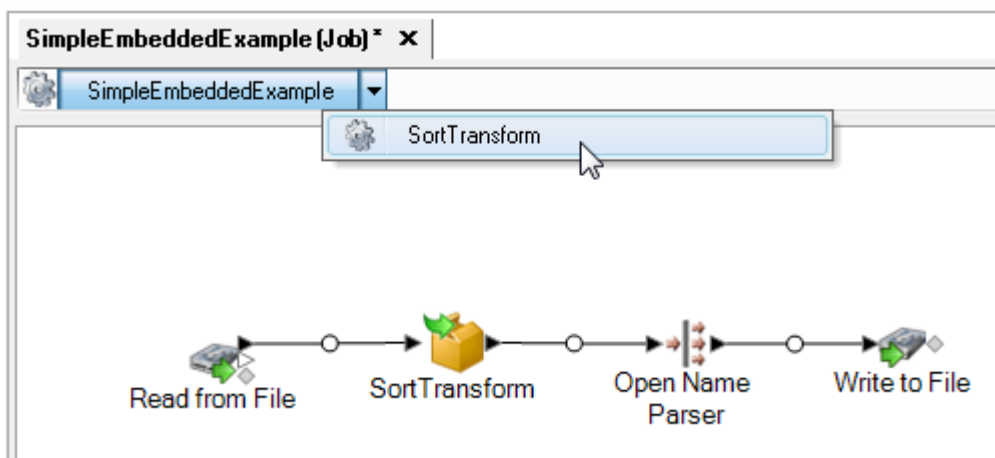 SimpleEmbeddedExample (Job)* ×
SimpleEmbeddedExample
SortTransform
Read from File
SortTransform
Open Name
Parser
Write to File